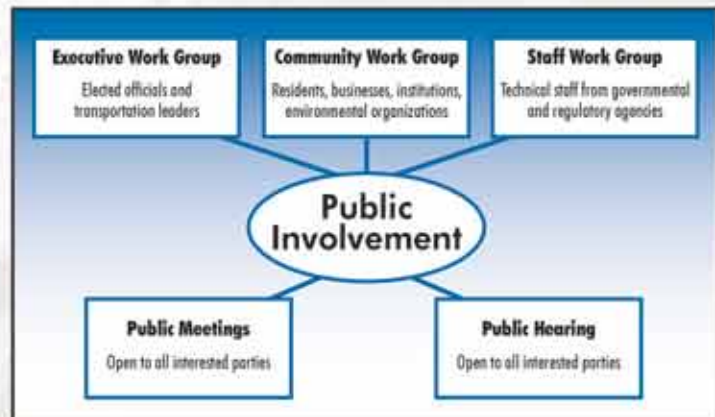 Executive Work Group
Elected officials and
transportation leaders
Community Work Group
Residents, businesses, institutions,
environmental organizations
Staff Work Group
Technical staff from governmental
and regulatory agencies
Public
Involvement
Public Meetings
Open to all interested parties
Public Hearing
Open to all interested parties